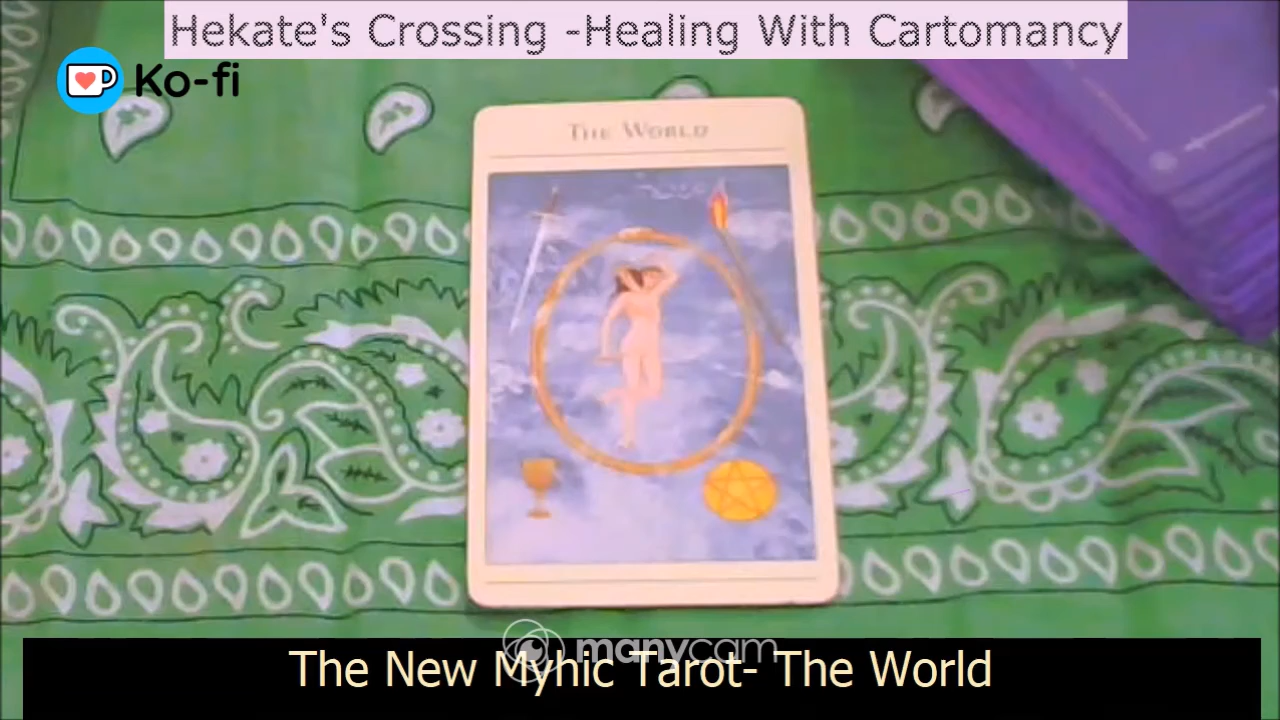 Hekate's Crossing -Healing With Cartomancy
Ko-fi
THE WORLD
manycam
The New Myhic Tarot- The World